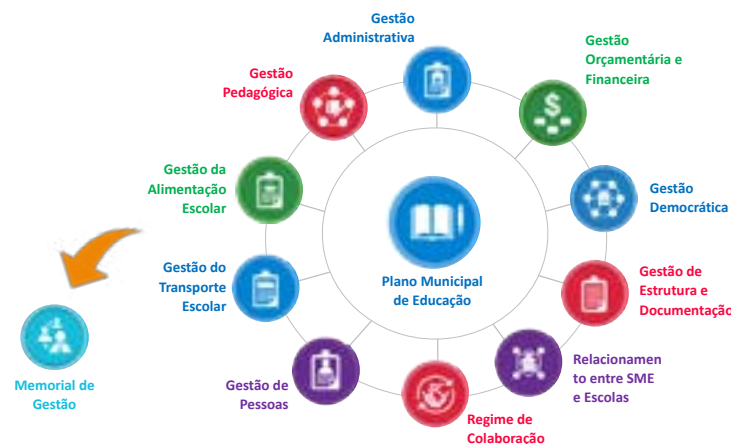 Gestão
Administrativa
Gestão
Orçamentária e
Financeira
Gestão
Pedagógica
Gestão da
Alimentação
Escolar
Gestão
Democrática
Plano Municipal
de Educação
Gestão do
Transporte
Escolar
Gestão de
Estrutura e
Documentação
Memorial de
Gestão
Gestão de
Pessoas
Relacionamen
to entre SME
e Escolas
Regime de
Colaboração